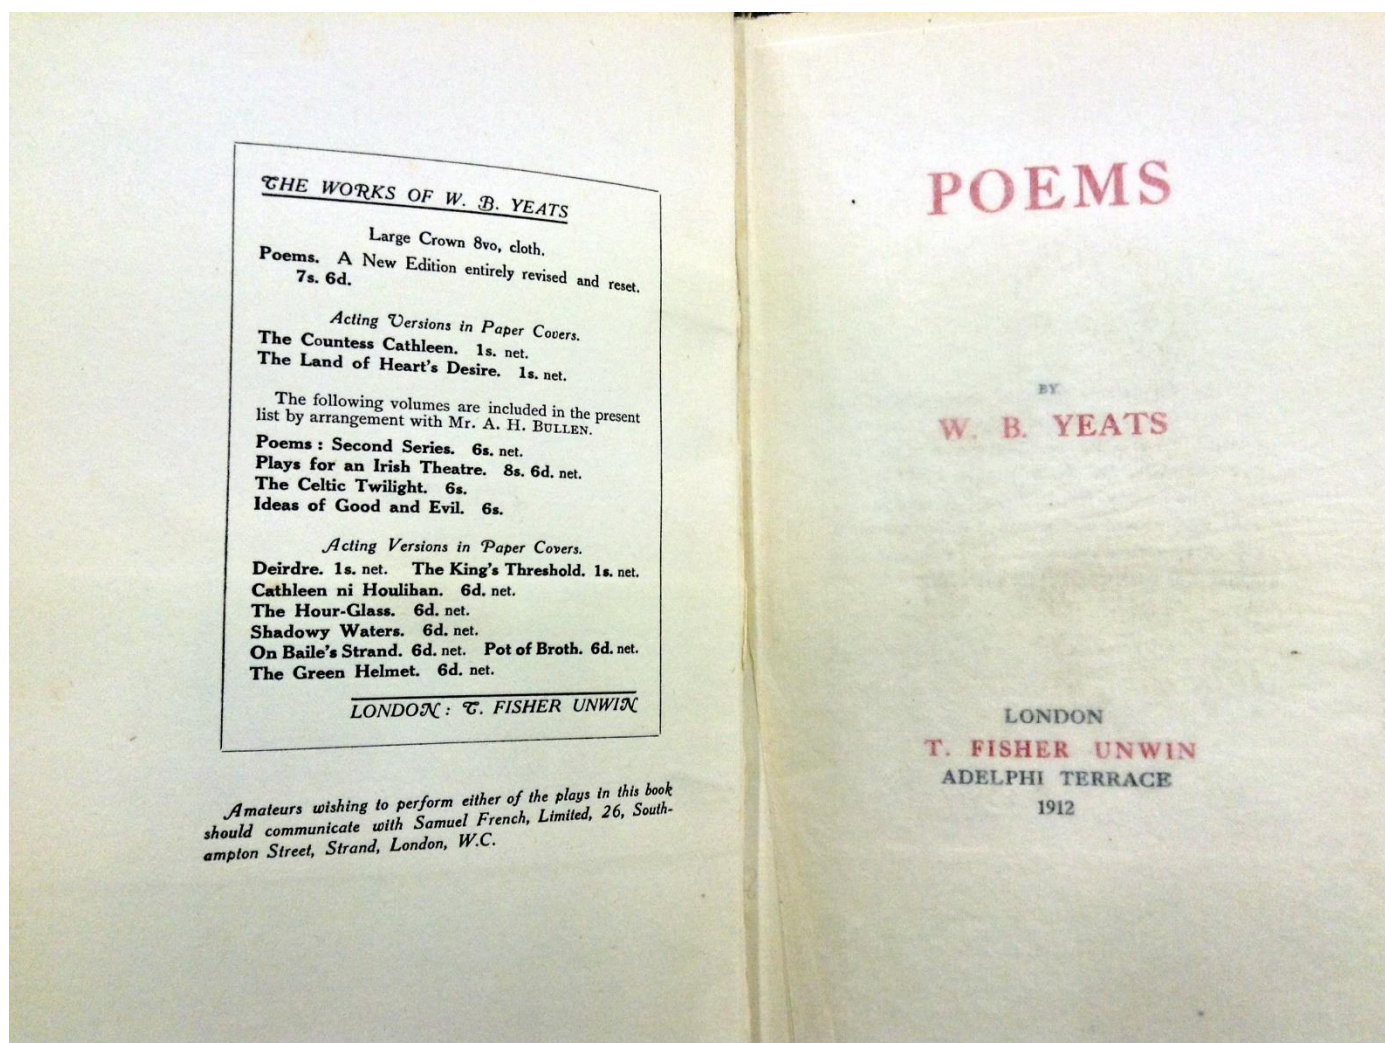 THE WORKS OF W. B. YEATS
Large Crown 8vo, cloth.
Poems. A New Edition entirely revised and reset.
7s. 6d.
Acting Versions in Paper Covers.
The Countess Cathleen. 1s. net.
The Land of Heart's Desire. 1s. net.
The following volumes are included in the present
list by arrangement with Mr. A. H. BULLEN.
Poems : Second Series. 6s. net.
Plays for an Irish Theatre. 8s. 6d. net.
The Celtic Twilight. 6s.
Ideas of Good and Evil. 6s.
Acting Versions in Paper Covers.
Deirdre. 1s. net. The King's Threshold. 1s. net.
Cathleen ni Houlihan. 6d. net.
The Hour-Glass. 6d. net.
Shadowy Waters. 6d. net.
On Baile's Strand. 6d. net. Pot of Broth. 6d. net.
The Green Helmet. 6d. net.
LONDON : T. FISHER UNWIN
Amateurs wishing to perform either of the plays in this book
should communicate with Samuel French, Limited, 26, South-
ampton Street, Strand, London, W.C.
POEMS
BY
W. B. YEATS
LONDON
T. FISHER UNWIN
ADELPHI TERRACE
1912